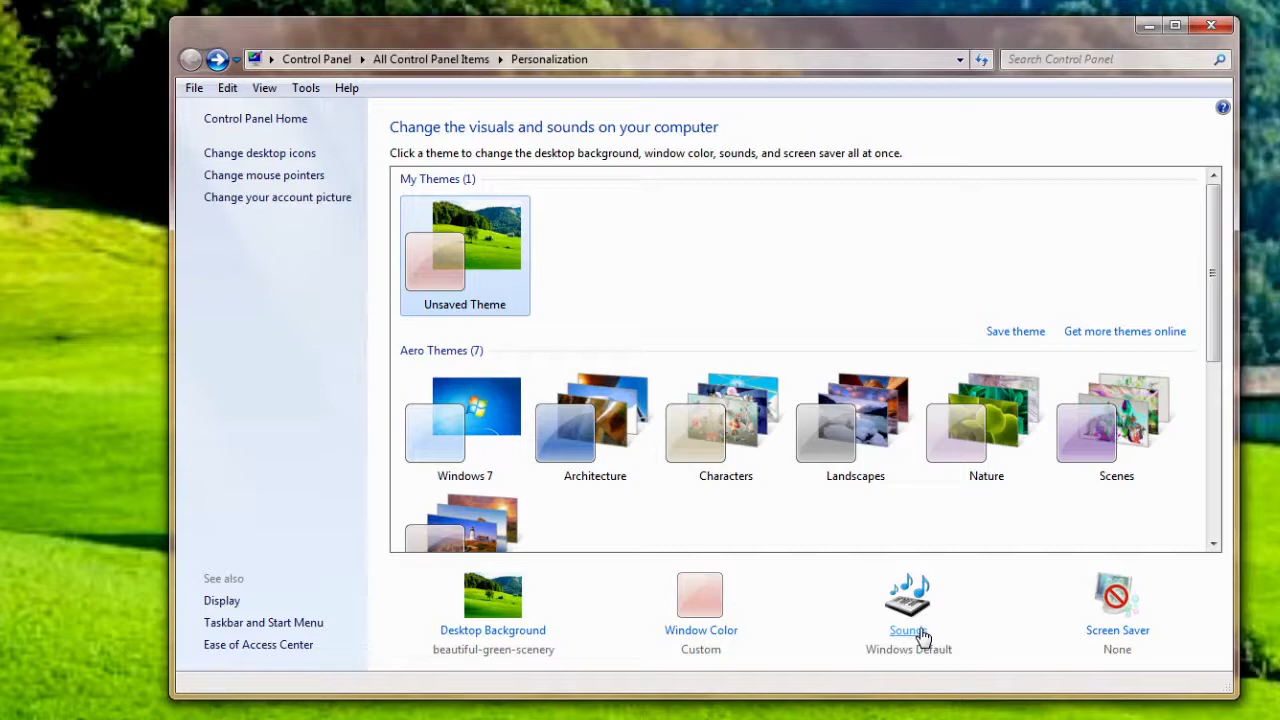 Control Panel All Control Panel Items Personalization
Search Control Panel
File Edit View Tools Help
Control Panel Home
Change desktop icons
Change mouse pointers
Change your account picture
Change the visuals and sounds on your computer
Click a theme to change the desktop background, window color, sounds, and screen saver all at once.
My Themes (1)
Unsaved Theme
Save theme Get more themes online
Aero Themes (7)
Windows 7 Architecture Characters Landscapes Nature Scenes
See also
Display
Taskbar and Start Menu
Ease of Access Center
Desktop Background Window Color Sounds Screen Saver
beautiful-green-scenery Custom Windows Default None